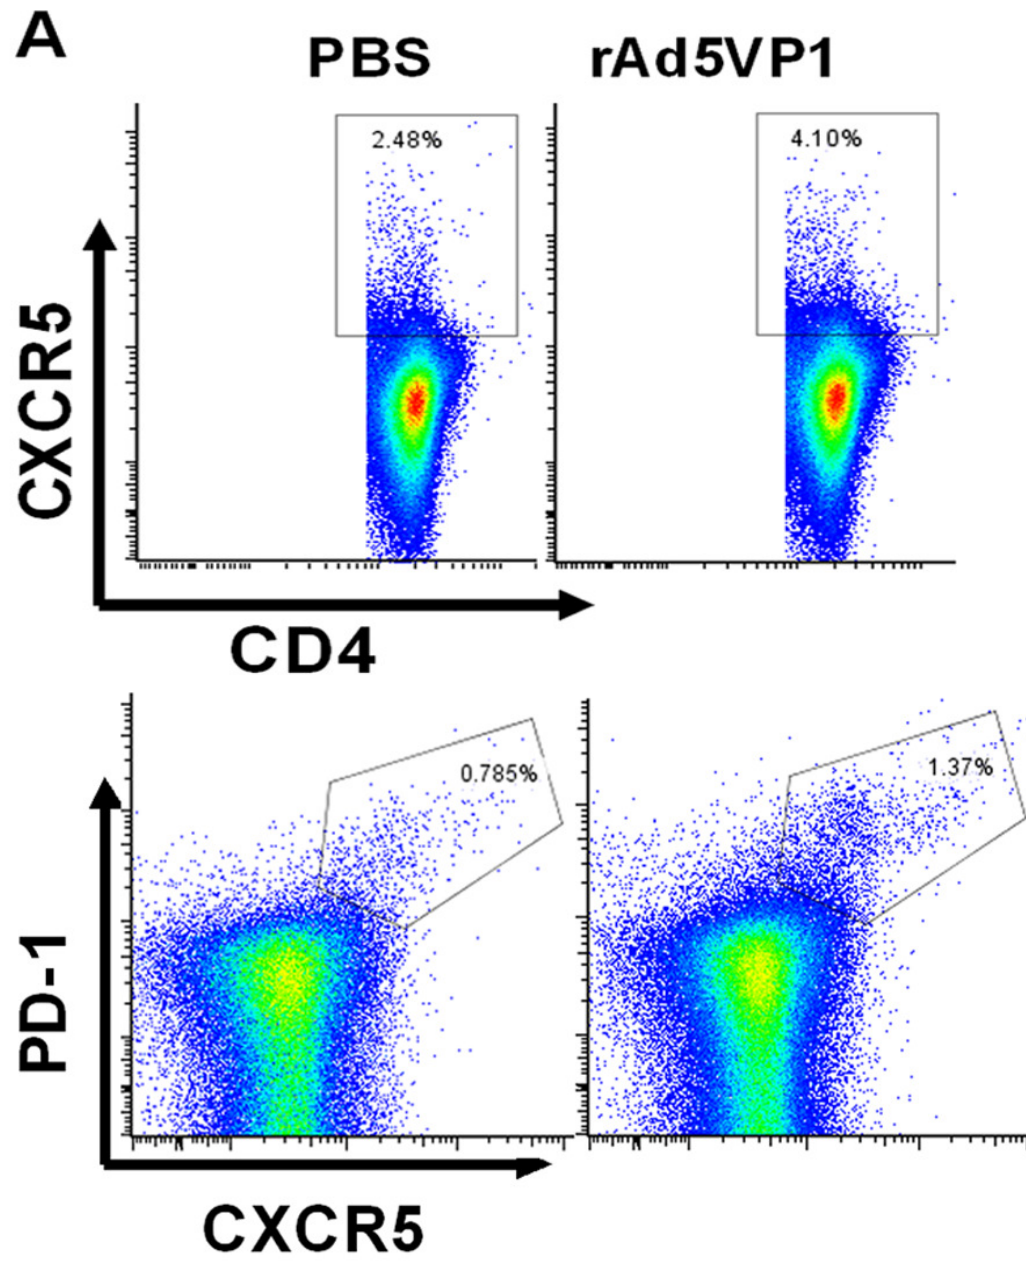 A
PBS rAd5VP1
2.48% 4.10%
CXCR5
CD4
0.785% 1.37%
PD-1
CXCR5